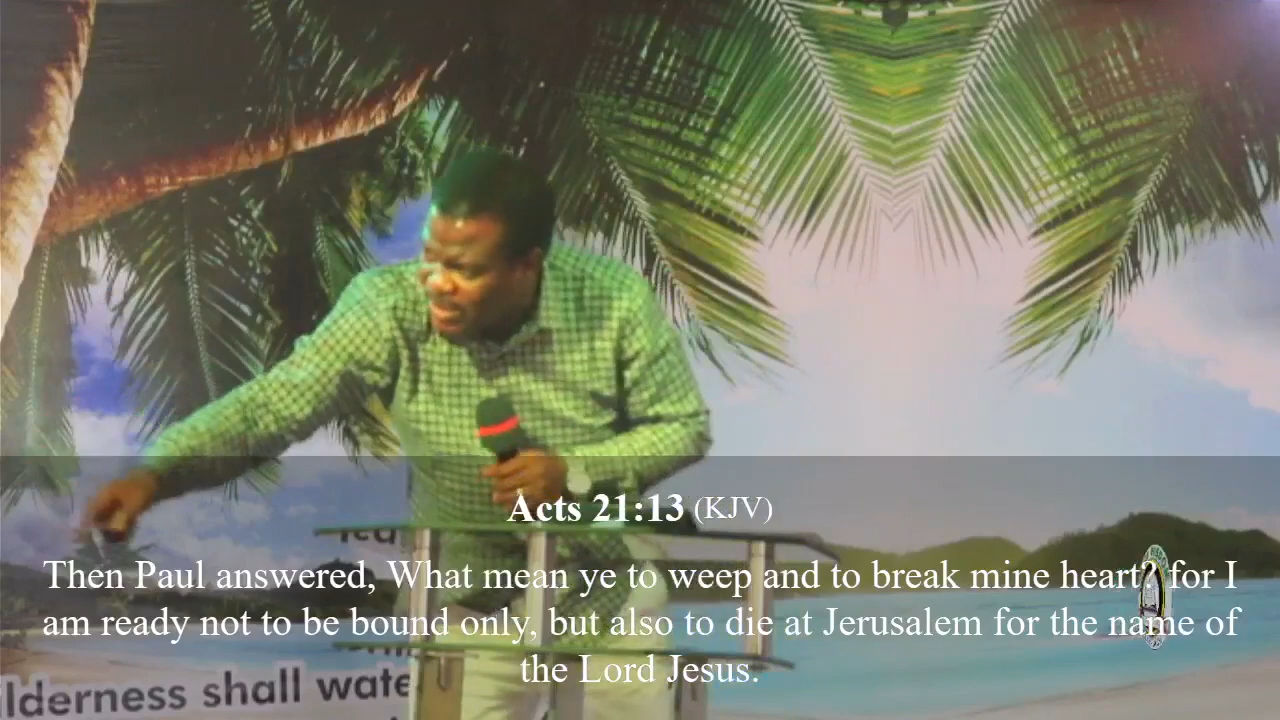 Acts 21:13 (KJV)
Then Paul answered, What mean ye to weep and to break mine heart? for I
am ready not to be bound only, but also to die at Jerusalem for the name of
the Lord Jesus.
ilderness shall wate